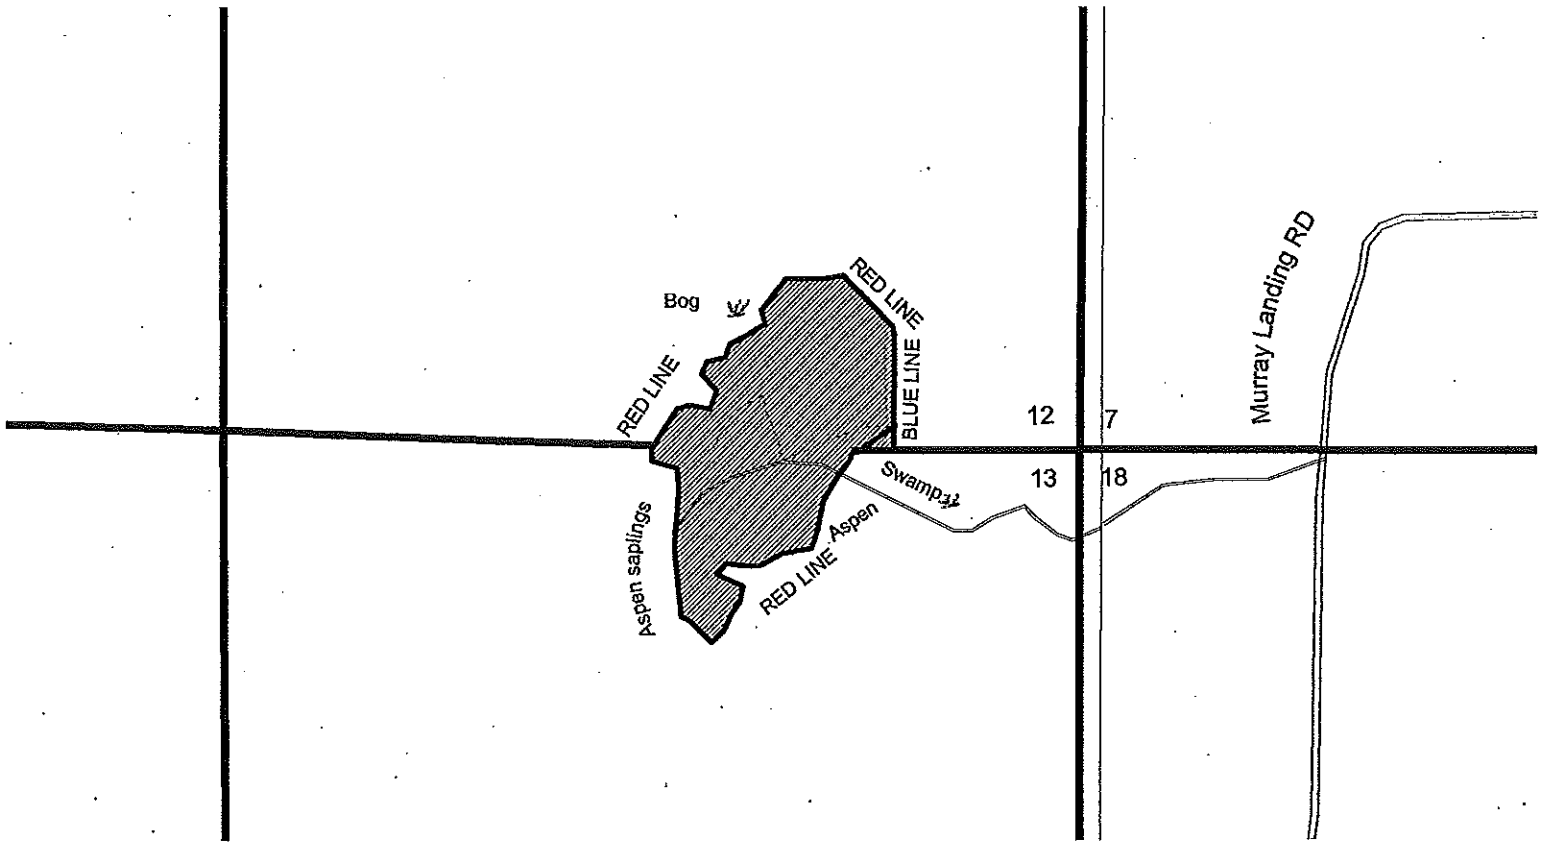 RED LINE
Bog
BLUE LINE
RED LINE
Murray Landing RD
12
7
13
18
Swamp
Aspen
Aspen saplings
RED LINE